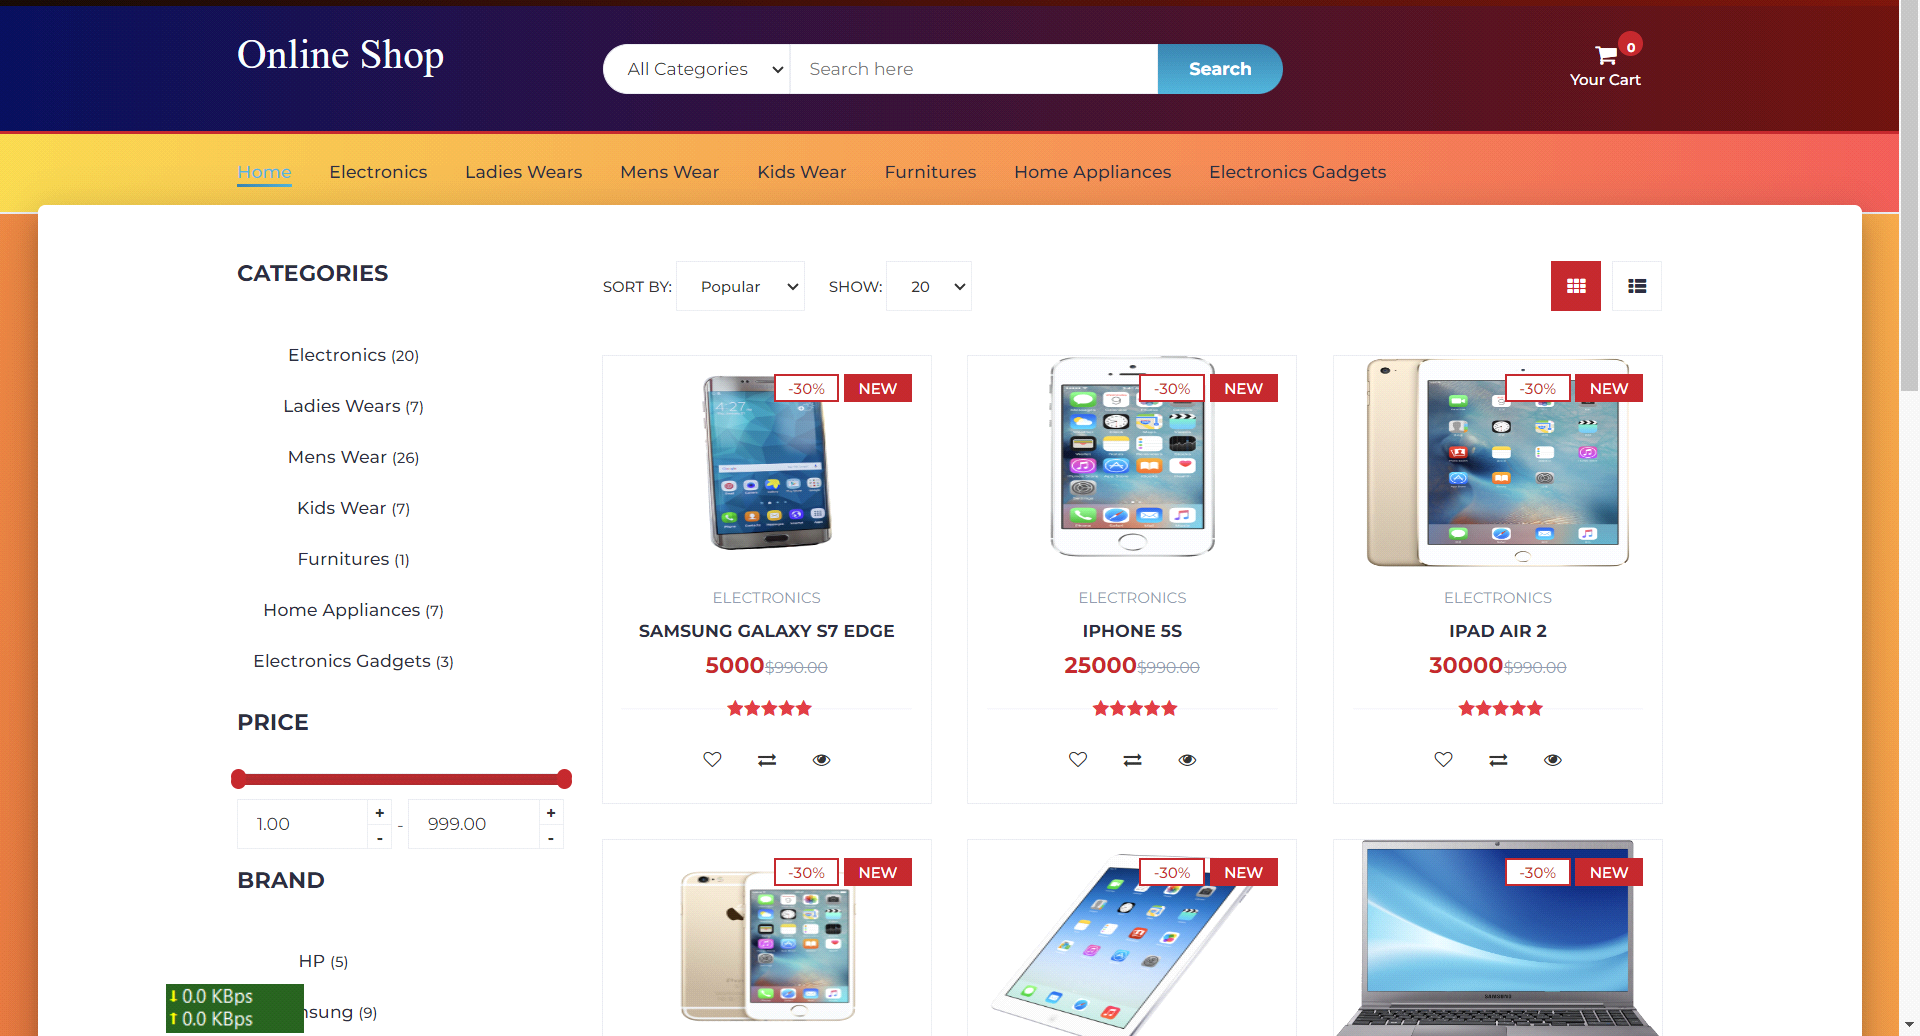 Online Shop
All Categories
Search here
Search
0
Your Cart
Home Electronics Ladies Wears Mens Wear Kids Wear Furnitures Home Appliances Electronics Gadgets
CATEGORIES
Electronics (20)
Ladies Wears (7)
Mens Wear (26)
Kids Wear (7)
Furnitures (1)
Home Appliances (7)
Electronics Gadgets (3)
PRICE
1.00 + - - 999.00 + -
BRAND
HP (5)
nsung (9)
0.0 KBps
0.0 KBps
SORT BY: Popular SHOW: 20
-30% NEW
4:27
ELECTRONICS
SAMSUNG GALAXY S7 EDGE
5000$990.00
-30% NEW
ELECTRONICS
IPHONE 5S
25000$990.00
-30% NEW
ELECTRONICS
IPAD AIR 2
30000$990.00
-30% NEW
-30% NEW
-30% NEW
SAMSUNG